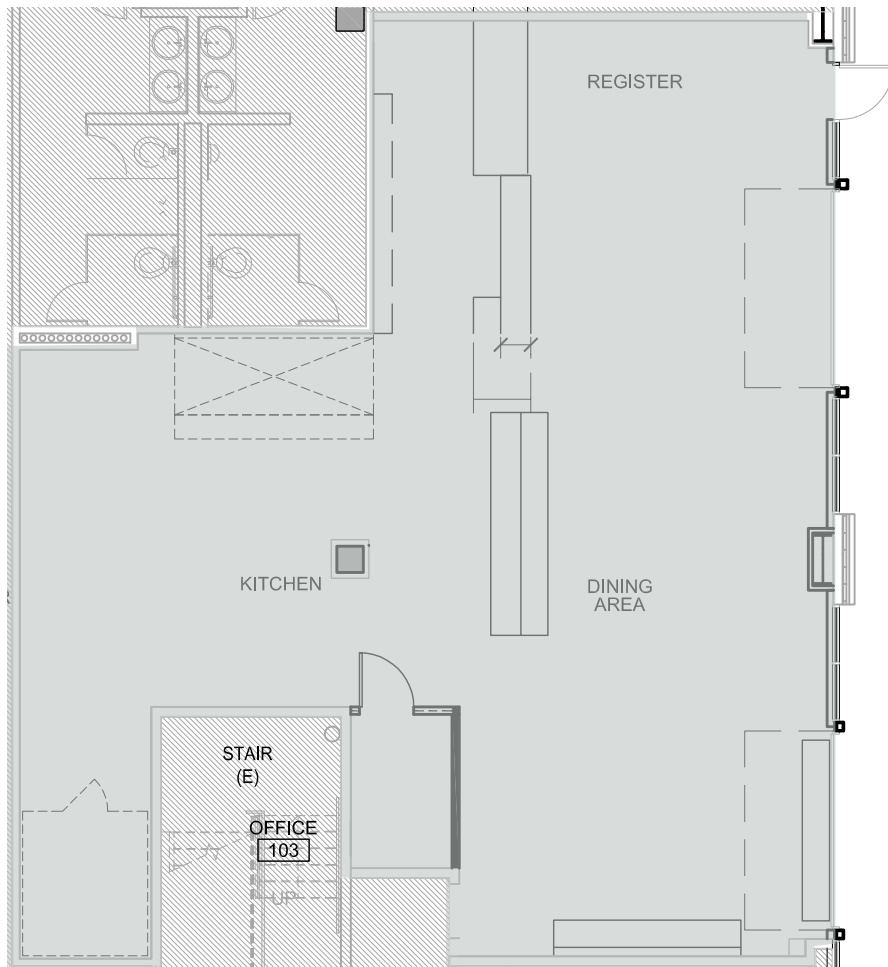 REGISTER
KITCHEN
DINING
AREA
STAIR
(E)
OFFICE
103
UP